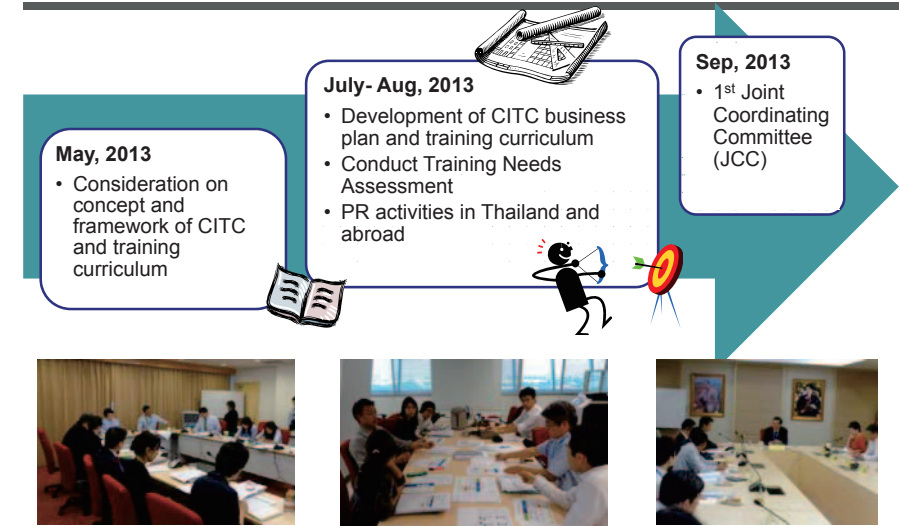 May, 2013
• Consideration on
concept and
framework of CITC
and training
curriculum
July- Aug, 2013
• Development of CITC business
plan and training curriculum
• Conduct Training Needs
Assessment
• PR activities in Thailand and
abroad
Sep, 2013
• 1st Joint
Coordinating
Committee
(JCC)